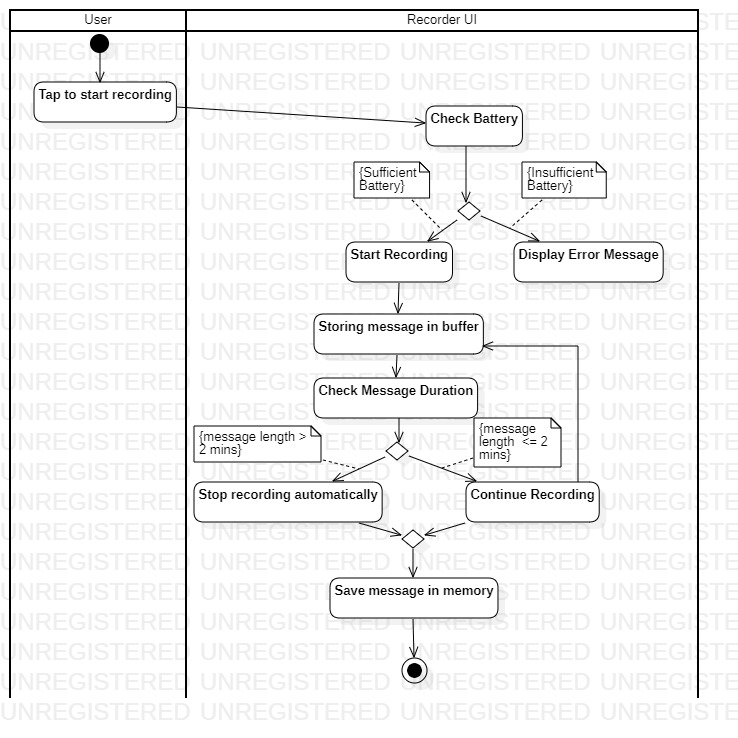 User
Recorder UI
Tap to start recording
Check Battery
{Sufficient
Battery}
{Insufficient
Battery}
Start Recording
Display Error Message
Storing message in buffer
Check Message Duration
{message length >
2 mins}
{message
length <= 2
mins}
Stop recording automatically
Continue Recording
Save message in memory
UNREGISTERED